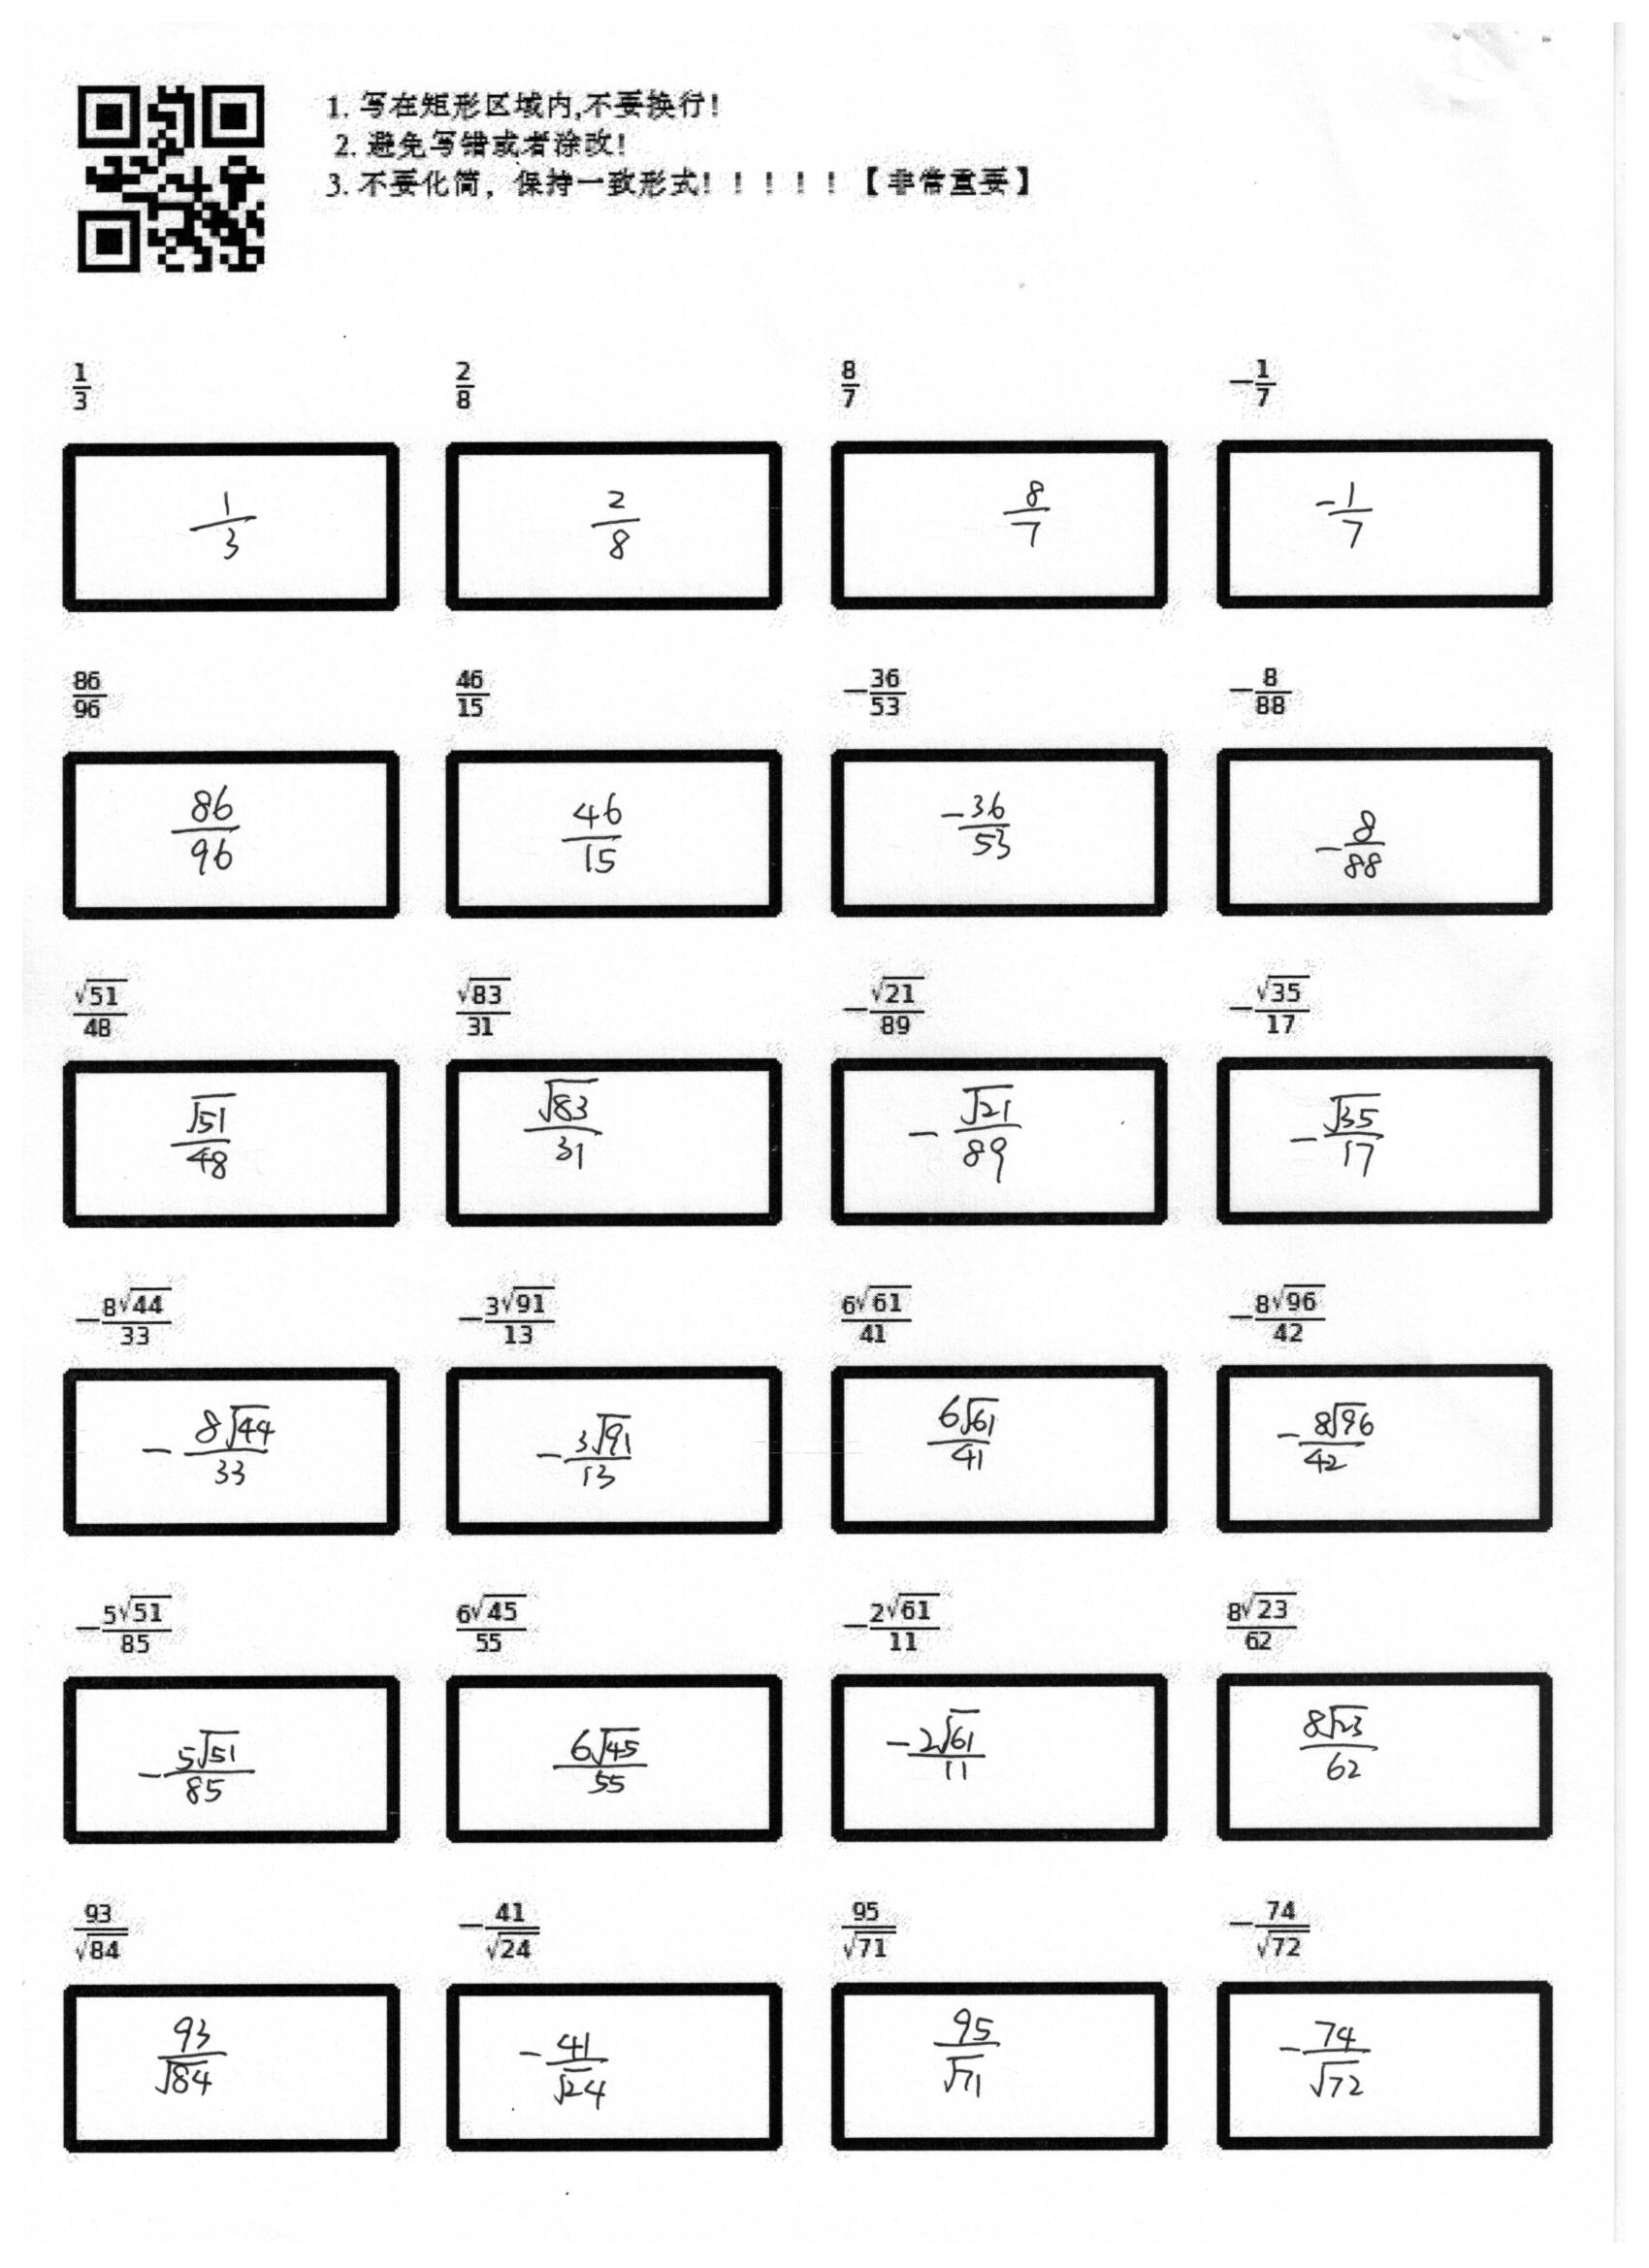 1. 写在矩形区域内,不要换行!
2. 避免写错或者涂改!
3. 不要化简，保持一致形式！！！！！【非常重要】
$\frac{1}{3}$ $\frac{2}{8}$ $\frac{8}{7}$ $-\frac{1}{7}$
$\frac{1}{3}$ $\frac{2}{8}$ $\frac{8}{7}$ $-\frac{1}{7}$
$\frac{86}{96}$ $\frac{46}{15}$ $-\frac{36}{53}$ $-\frac{8}{88}$
$\frac{86}{96}$ $\frac{46}{15}$ $-\frac{36}{53}$ $-\frac{8}{88}$
$\frac{\sqrt{51}}{48}$ $\frac{\sqrt{83}}{31}$ $-\frac{\sqrt{21}}{89}$ $-\frac{\sqrt{35}}{17}$
$\frac{\sqrt{51}}{48}$ $\frac{\sqrt{83}}{31}$ $-\frac{\sqrt{21}}{89}$ $-\frac{\sqrt{35}}{17}$
$-\frac{8\sqrt{44}}{33}$ $-\frac{3\sqrt{91}}{13}$ $\frac{6\sqrt{61}}{41}$ $-\frac{8\sqrt{96}}{42}$
$-\frac{8\sqrt{44}}{33}$ $-\frac{3\sqrt{91}}{13}$ $\frac{6\sqrt{61}}{41}$ $-\frac{8\sqrt{96}}{42}$
$-\frac{5\sqrt{51}}{85}$ $\frac{6\sqrt{45}}{55}$ $-\frac{2\sqrt{61}}{11}$ $\frac{8\sqrt{23}}{62}$
$-\frac{5\sqrt{51}}{85}$ $\frac{6\sqrt{45}}{55}$ $-\frac{2\sqrt{61}}{11}$ $\frac{8\sqrt{23}}{62}$
$\frac{93}{\sqrt{84}}$ $-\frac{41}{\sqrt{24}}$ $\frac{95}{\sqrt{71}}$ $-\frac{74}{\sqrt{72}}$
$\frac{93}{\sqrt{84}}$ $-\frac{41}{\sqrt{24}}$ $\frac{95}{\sqrt{71}}$ $-\frac{74}{\sqrt{72}}$